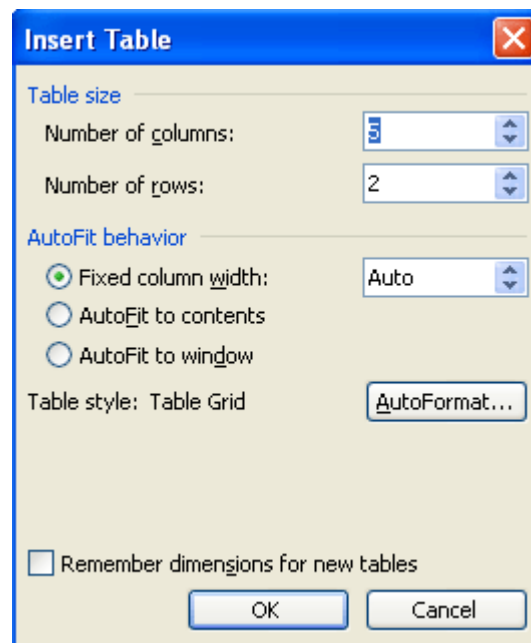 Insert Table
Table size
Number of columns: 5
Number of rows: 2
AutoFit behavior
Fixed column width: Auto
AutoFit to contents
AutoFit to window
Table style: Table Grid AutoFormat...
Remember dimensions for new tables
OK Cancel